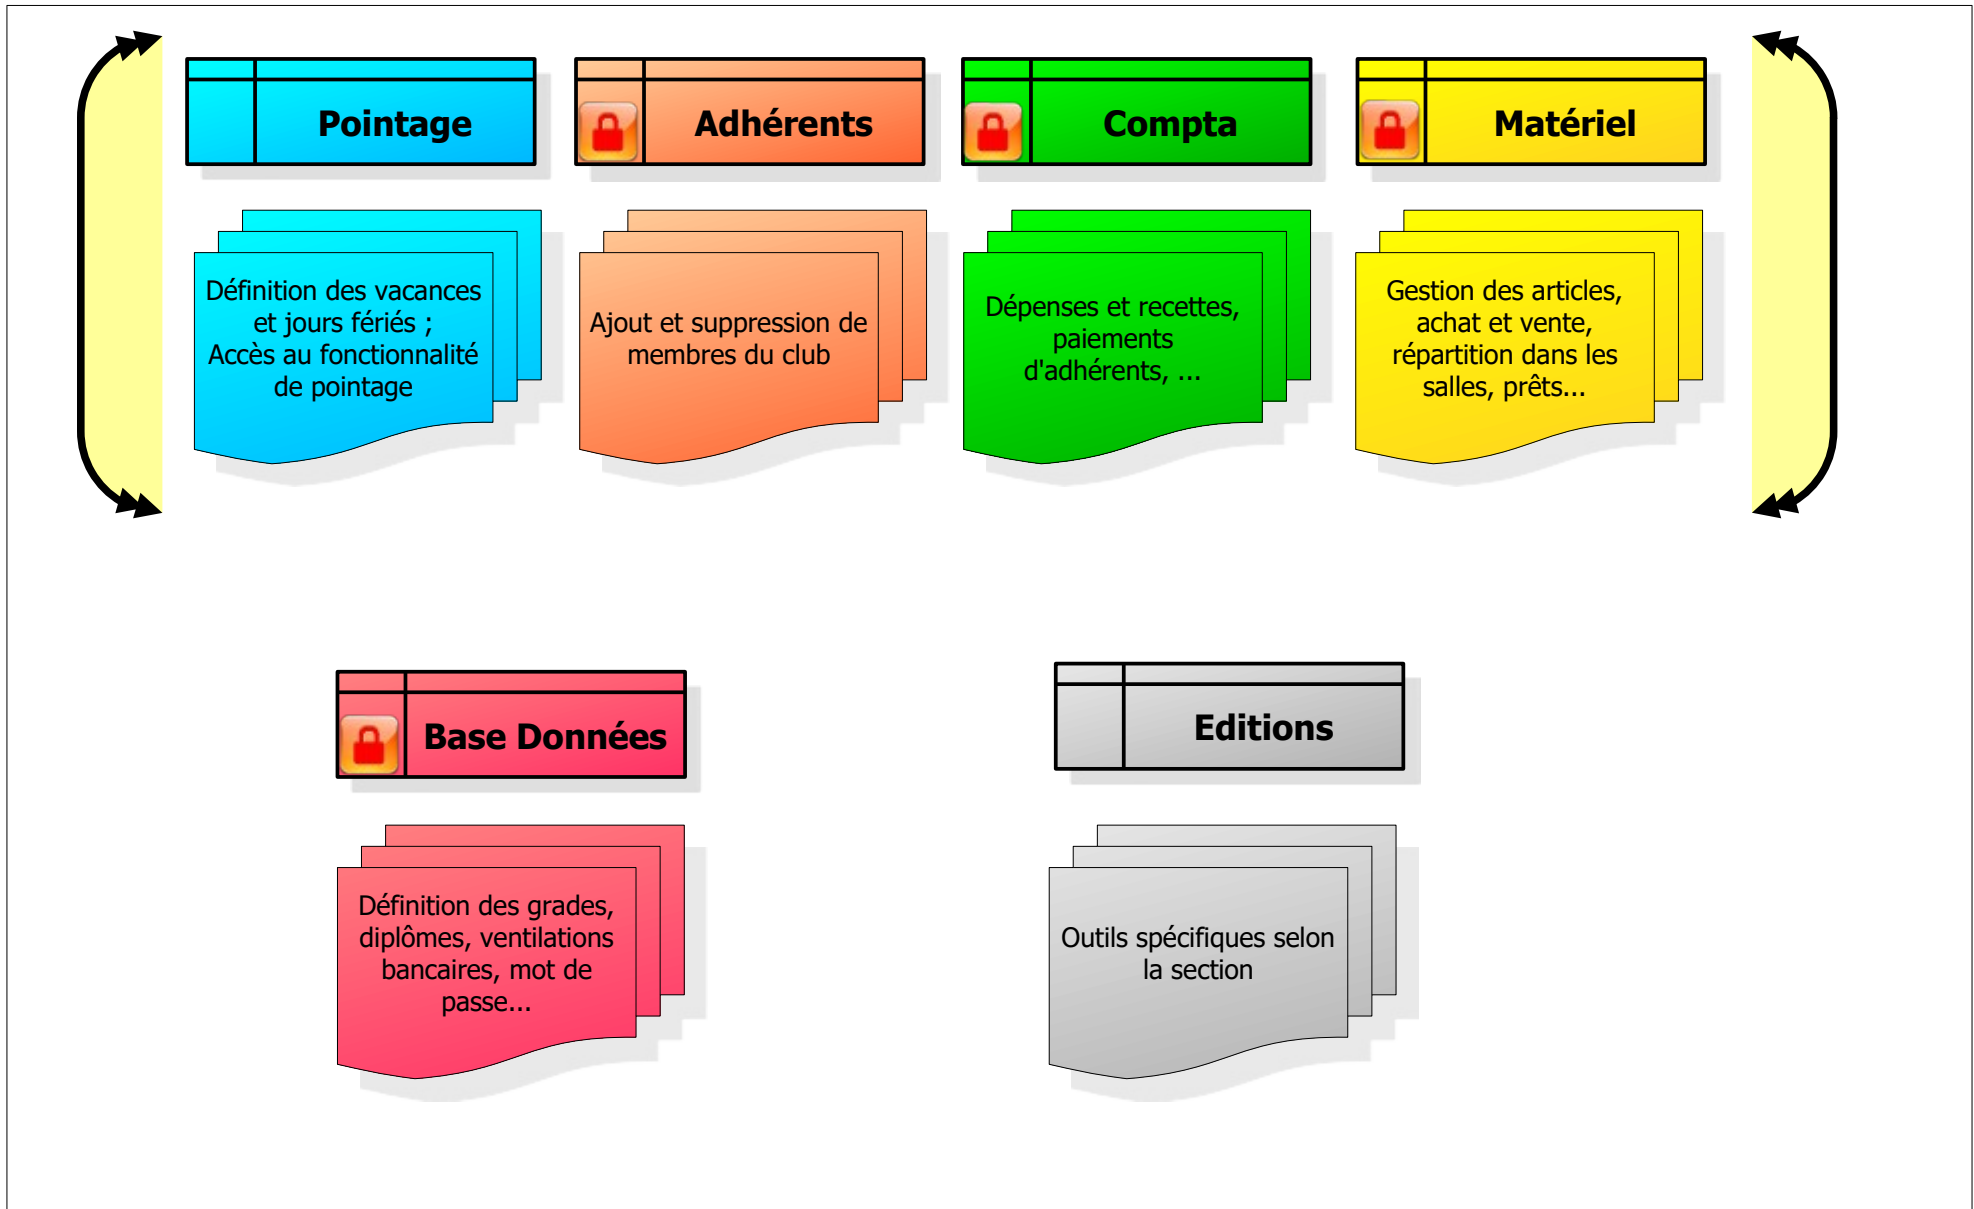 Pointage
Adhérents
Compta
Matériel
Définition des vacances
et jours fériés ;
Accès au fonctionnalité
de pointage
Ajout et suppression de
membres du club
Dépenses et recettes,
paiements
d'adhérents, ...
Gestion des articles,
achat et vente,
répartition dans les
salles, prêts...
Base Données
Editions
Définition des grades,
diplômes, ventilations
bancaires, mot de
passe...
Outils spécifiques selon
la section